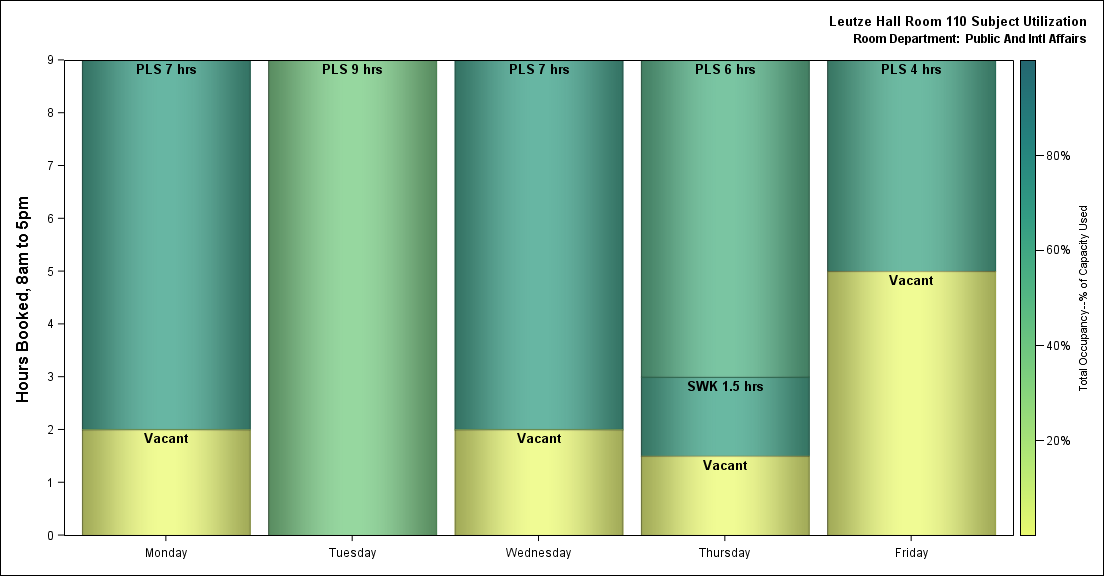 Leutze Hall Room 110 Subject Utilization
Room Department: Public And Intl Affairs
Hours Booked, 8am to 5pm
9
8
7
6
5
4
3
2
1
0
PLS 7 hrs
Vacant
PLS 9 hrs
PLS 7 hrs
Vacant
PLS 6 hrs
SWK 1.5 hrs
Vacant
PLS 4 hrs
Vacant
Monday
Tuesday
Wednesday
Thursday
Friday
80%
60%
40%
20%
Total Occupancy--% of Capacity Used